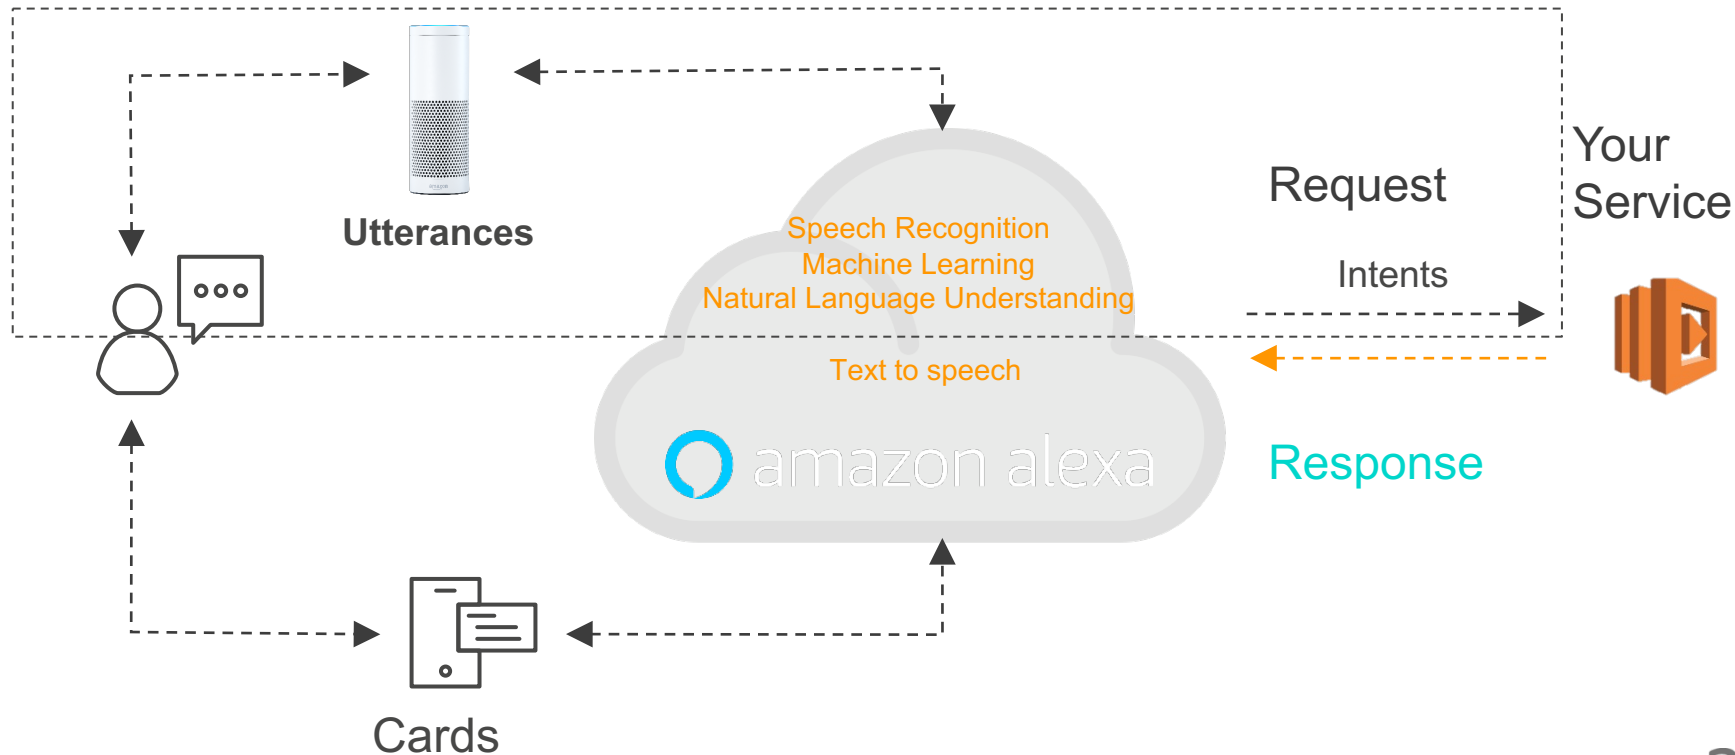 Utterances
Speech Recognition
Machine Learning
Natural Language Understanding
Text to speech
amazon alexa
Request
Intents
Response
Your
Service
Cards